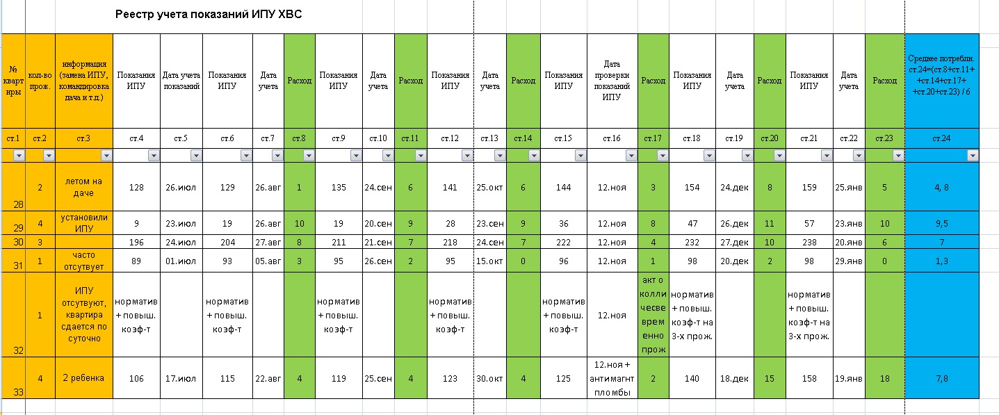 Реестр учета показаний ИПУ ХВС
№ кварт иры кол-во прож. информация (замена ИПУ, командировка дача и т.д.) Показания ИПУ Дата учета показаний Показания ИПУ Дата учета Расход Показания ИПУ Дата учета Расход Показания ИПУ Дата учета Расход Показания ИПУ Дата проверки показаний ИПУ Расход Показания ИПУ Дата учета Расход Показания ИПУ Дата учета Расход Среднее потребли. ст.24=(ст.8+ст.11+ +ст.14+ст.17+ +ст.20+ст.23) / 6
ст.1 ст.2 ст.3 ст.4 ст.5 ст.6 ст.7 ст.8 ст.9 ст.10 ст.11 ст.12 ст.13 ст.14 ст.15 ст.16 ст.17 ст.18 ст.19 ст.20 ст.21 ст.22 ст.23 ст.24
28 2 летом на даче 128 26.июл 129 26.авг 1 135 24.сен 6 141 25.окт 6 144 12.ноя 3 154 24.дек 8 159 25.янв 5 4, 8
29 4 установили ИПУ 9 23.июл 19 26.авг 10 19 20.сен 9 28 23.сен 9 36 12.ноя 8 47 26.дек 11 57 23.янв 10 9,5
30 3 196 24.июл 204 27.авг 8 211 21.сен 7 218 24.сен 7 222 12.ноя 4 232 27.дек 10 238 20.янв 6 7
31 1 часто отсутвует 89 01.июл 93 05.авг 3 95 26.сен 2 95 15.окт 0 96 12.ноя 1 98 20.дек 2 98 29.янв 0 1,3
32 1 ИПУ отсутвуют, квартира сдается по суточно норматив + повыш. коэф-т норматив + повыш. коэф-т норматив + повыш. коэф-т норматив + повыш. коэф-т норматив + повыш. коэф-т 12.ноя акт о колли чесве врем енно прож норматив + повыш. коэф-т на 3-х прож. норматив + повыш. коэф-т на 3-х прож.
33 4 2 ребенка 106 17.июл 115 22.авг 4 119 25.сен 4 123 30.окт 4 125 12.ноя + антимагнт пломбы 2 140 18.дек 15 158 19.янв 18 7,8